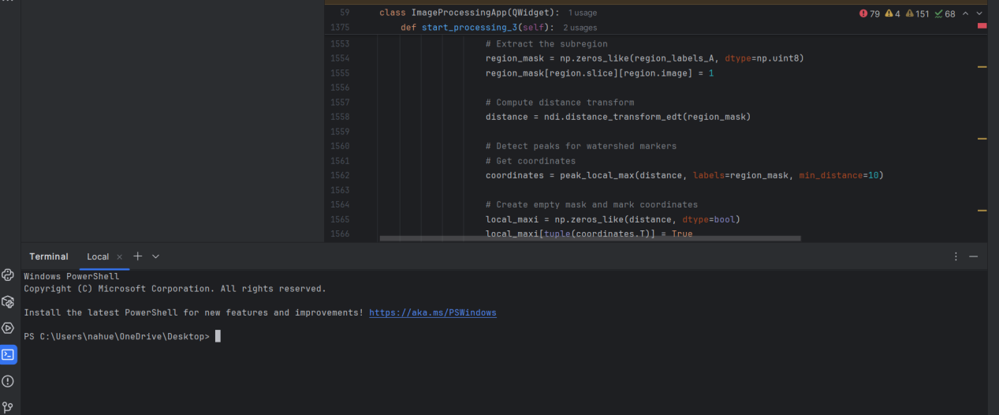 59 class ImageProcessingApp(QWidget): 1 usage 79 4 151 68
1375 def start_processing_3(self): 2 usages
1553 # Extract the subregion
1554 region_mask = np.zeros_like(region_labels_A, dtype=np.uint8)
1555 region_mask[region.slice][region.image] = 1
1556
1557 # Compute distance transform
1558 distance = ndi.distance_transform_edt(region_mask)
1559
1560 # Detect peaks for watershed markers
1561 # Get coordinates
1562 coordinates = peak_local_max(distance, labels=region_mask, min_distance=10)
1563
1564 # Create empty mask and mark coordinates
1565 local_maxi = np.zeros_like(distance, dtype=bool)
1566 local_maxi[tuple(coordinates.T)] = True
Terminal Local
Windows PowerShell
Copyright (C) Microsoft Corporation. All rights reserved.
Install the latest PowerShell for new features and improvements! https://aka.ms/PSWindows
PS C:\Users\nahue\OneDrive\Desktop>